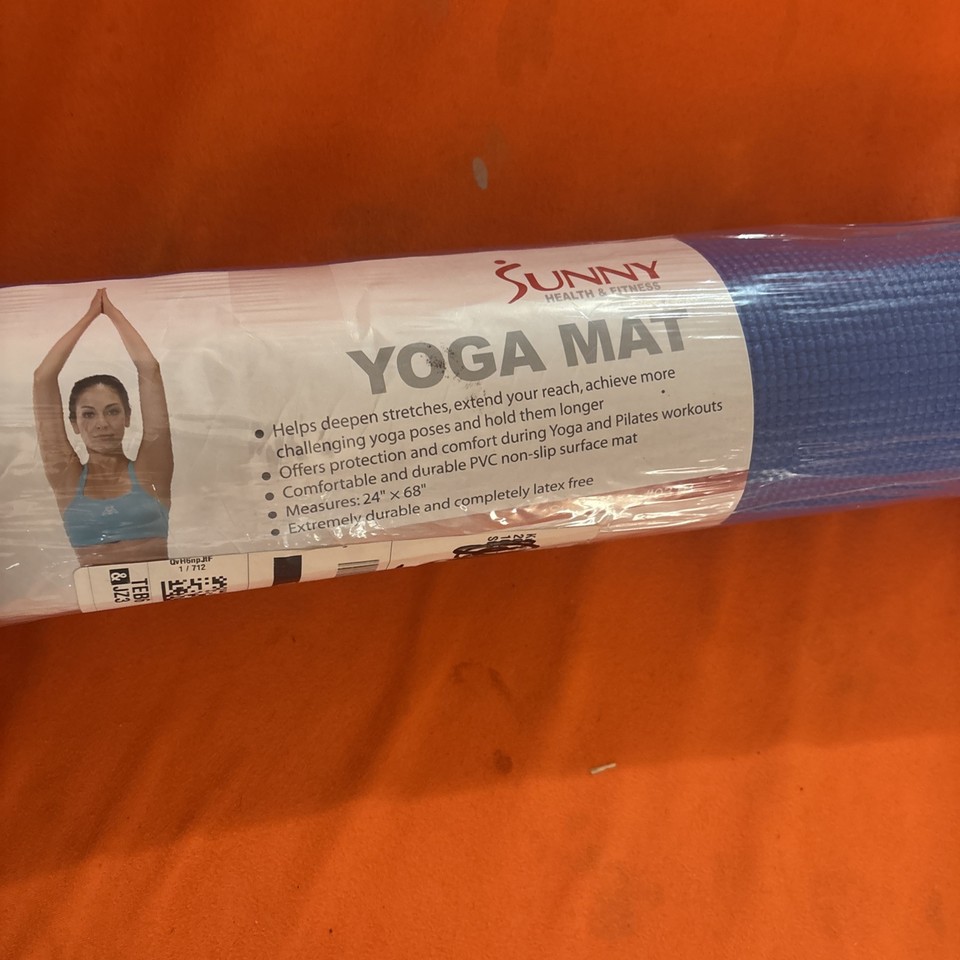 SUNNY
HEALTH & FITNESS
YOGA MAT
• Helps deepen stretches, extend your reach, achieve more
challenging yoga poses and hold them longer
• Offers protection and comfort during Yoga and Pilates workouts
• Comfortable and durable PVC non-slip surface mat
• Measures: 24" × 68"
• Extremely durable and completely latex free
1 / 712